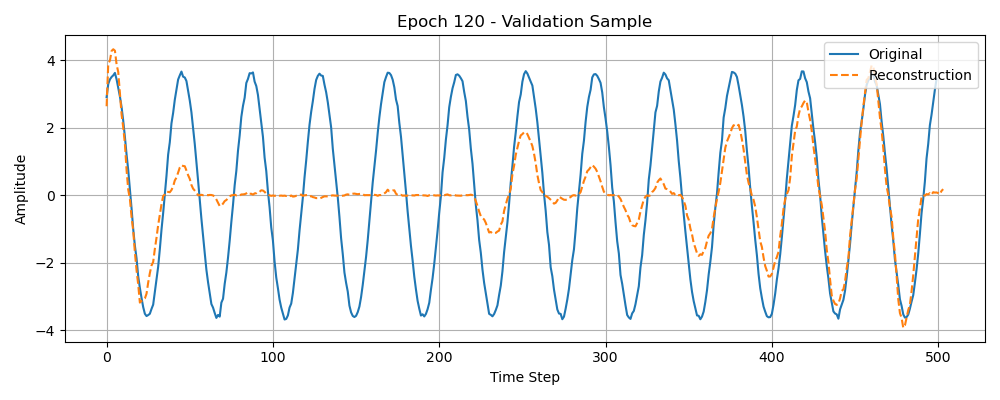 Epoch 120 - Validation Sample
Original
Reconstruction
Amplitude
4
2
0
−2
−4
0
100
200
300
400
500
Time Step